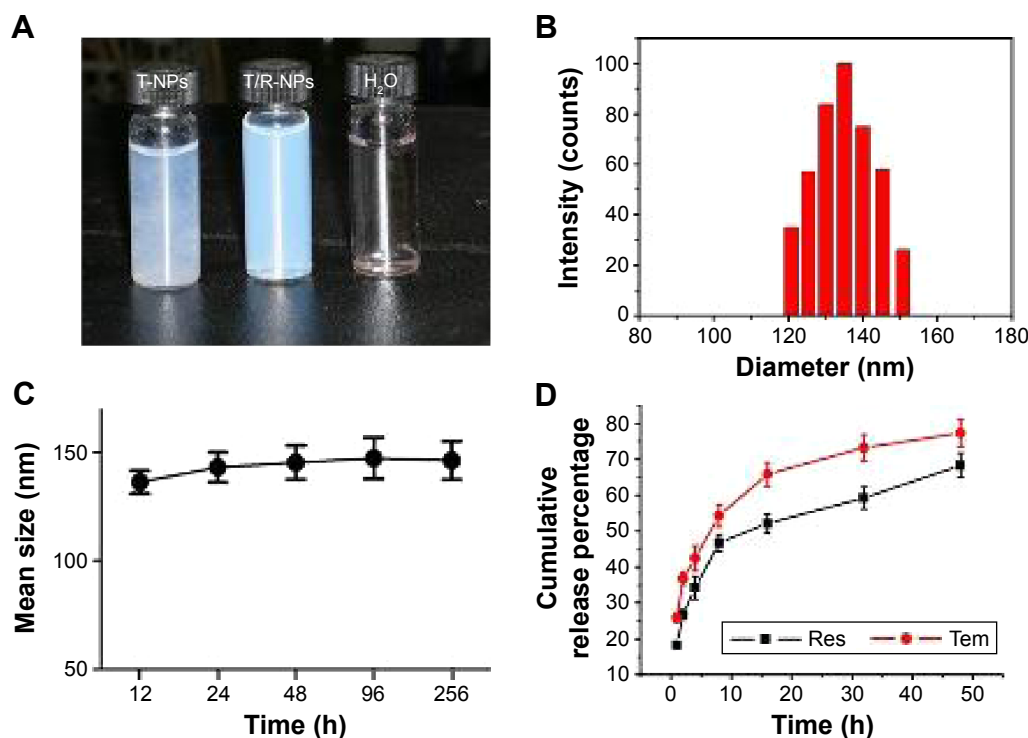 A
T-NPs
T/R-NPs
H₂O
B
Intensity (counts)
100
80
60
40
20
0
80
100
120
140
160
180
Diameter (nm)
C
Mean size (nm)
150
100
50
12
24
48
96
256
Time (h)
D
Cumulative
release percentage
80
70
60
50
40
30
20
10
Res
Tem
0
10
20
30
40
50
Time (h)